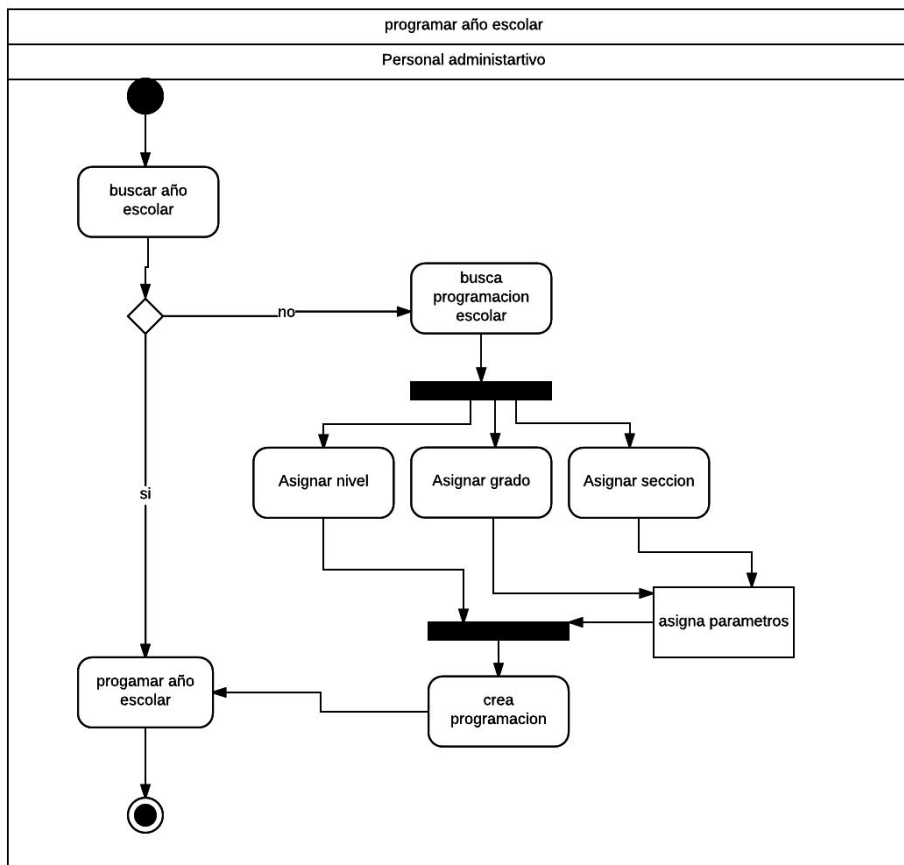 programar año escolar
Personal administartivo
buscar año
escolar
busca
programacion
escolar
no
Asignar nivel
Asignar grado
Asignar seccion
si
asigna parametros
progamar año
escolar
crea
programacion